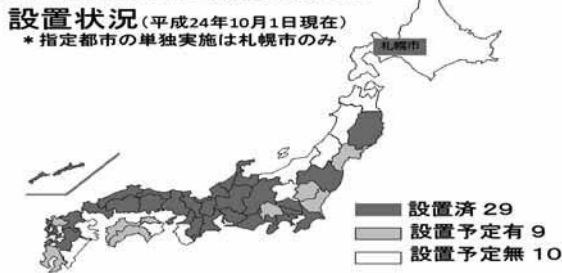 設置状況(平成24年10月1日現在)
*指定都市の単独実施は札幌市のみ
札幌市
設置済 29
設置予定有 9
設置予定無 10